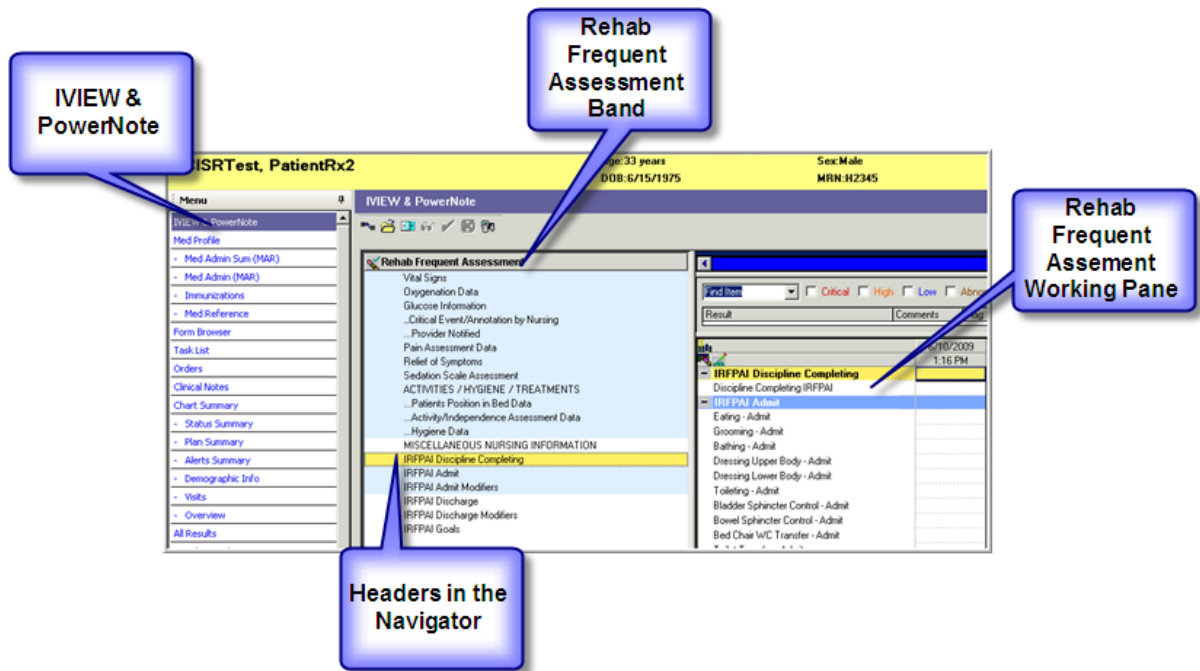 Rehab
Frequent
Assessment
Band
IVIEW &
PowerNote
ISRTest, PatientRx2
ge:33 years
Sex:Male
DOB:6/15/1975
MRN:H2345
Menu
IVIEW & PowerNote
IVIEW & PowerNote
Med Profile
- Med Admin Sum (MAR)
- Med Admin (MAR)
- Immunizations
- Med Reference
Form Browser
Task List
Orders
Clinical Notes
Chart Summary
- Status Summary
- Plan Summary
- Alerts Summary
- Demographic Info
- Visits
- Overview
All Results
Rehab Frequent Assessment
Vital Signs
Oxygenation Data
Glucose Information
...Critical Event/Annotation by Nursing
...Provider Notified
Pain Assessment Data
Relief of Symptoms
Sedation Scale Assessment
ACTIVITIES / HYGIENE / TREATMENTS
...Patients Position in Bed Data
...Activity/Independence Assessment Data
...Hygiene Data
MISCELLANEOUS NURSING INFORMATION
IRFPAI Discipline Completing
IRFPAI Admit
IRFPAI Admit Modifiers
IRFPAI Discharge
IRFPAI Discharge Modifiers
IRFPAI Goals
Find Item
Critical
High
Low
Abnor
Result
Comments
/10/2009
1:16 PM
IRFPAI Discipline Completing
Discipline Completing IRFPAI
IRFPAI Admit
Eating - Admit
Grooming - Admit
Bathing - Admit
Dressing Upper Body - Admit
Dressing Lower Body - Admit
Toileting - Admit
Bladder Sphincter Control - Admit
Bowel Sphincter Control - Admit
Bed Chair WC Transfer - Admit
Rehab
Frequent
Assement
Working Pane
Headers in the
Navigator